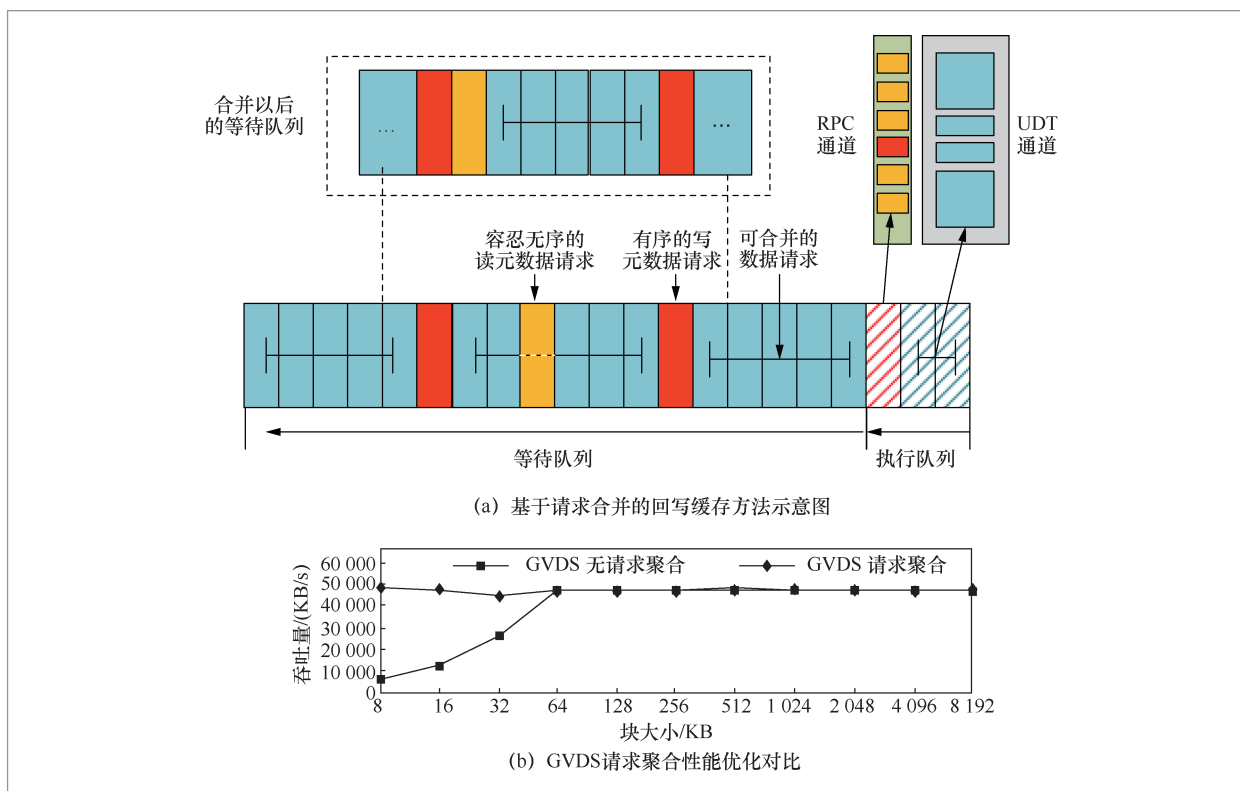 合并以后
的等待队列
...
...
RPC
通道
UDT
通道
容忍无序的
读元数据请求
有序的写
元数据请求
可合并的
数据请求
等待队列
执行队列
(a) 基于请求合并的回写缓存方法示意图
GVDS 无请求聚合
GVDS 请求聚合
吞吐量/(KB/s)
60 000
50 000
40 000
30 000
20 000
10 000
0
8 16 32 64 128 256 512 1 024 2 048 4 096 8 192
块大小/KB
(b) GVDS请求聚合性能优化对比